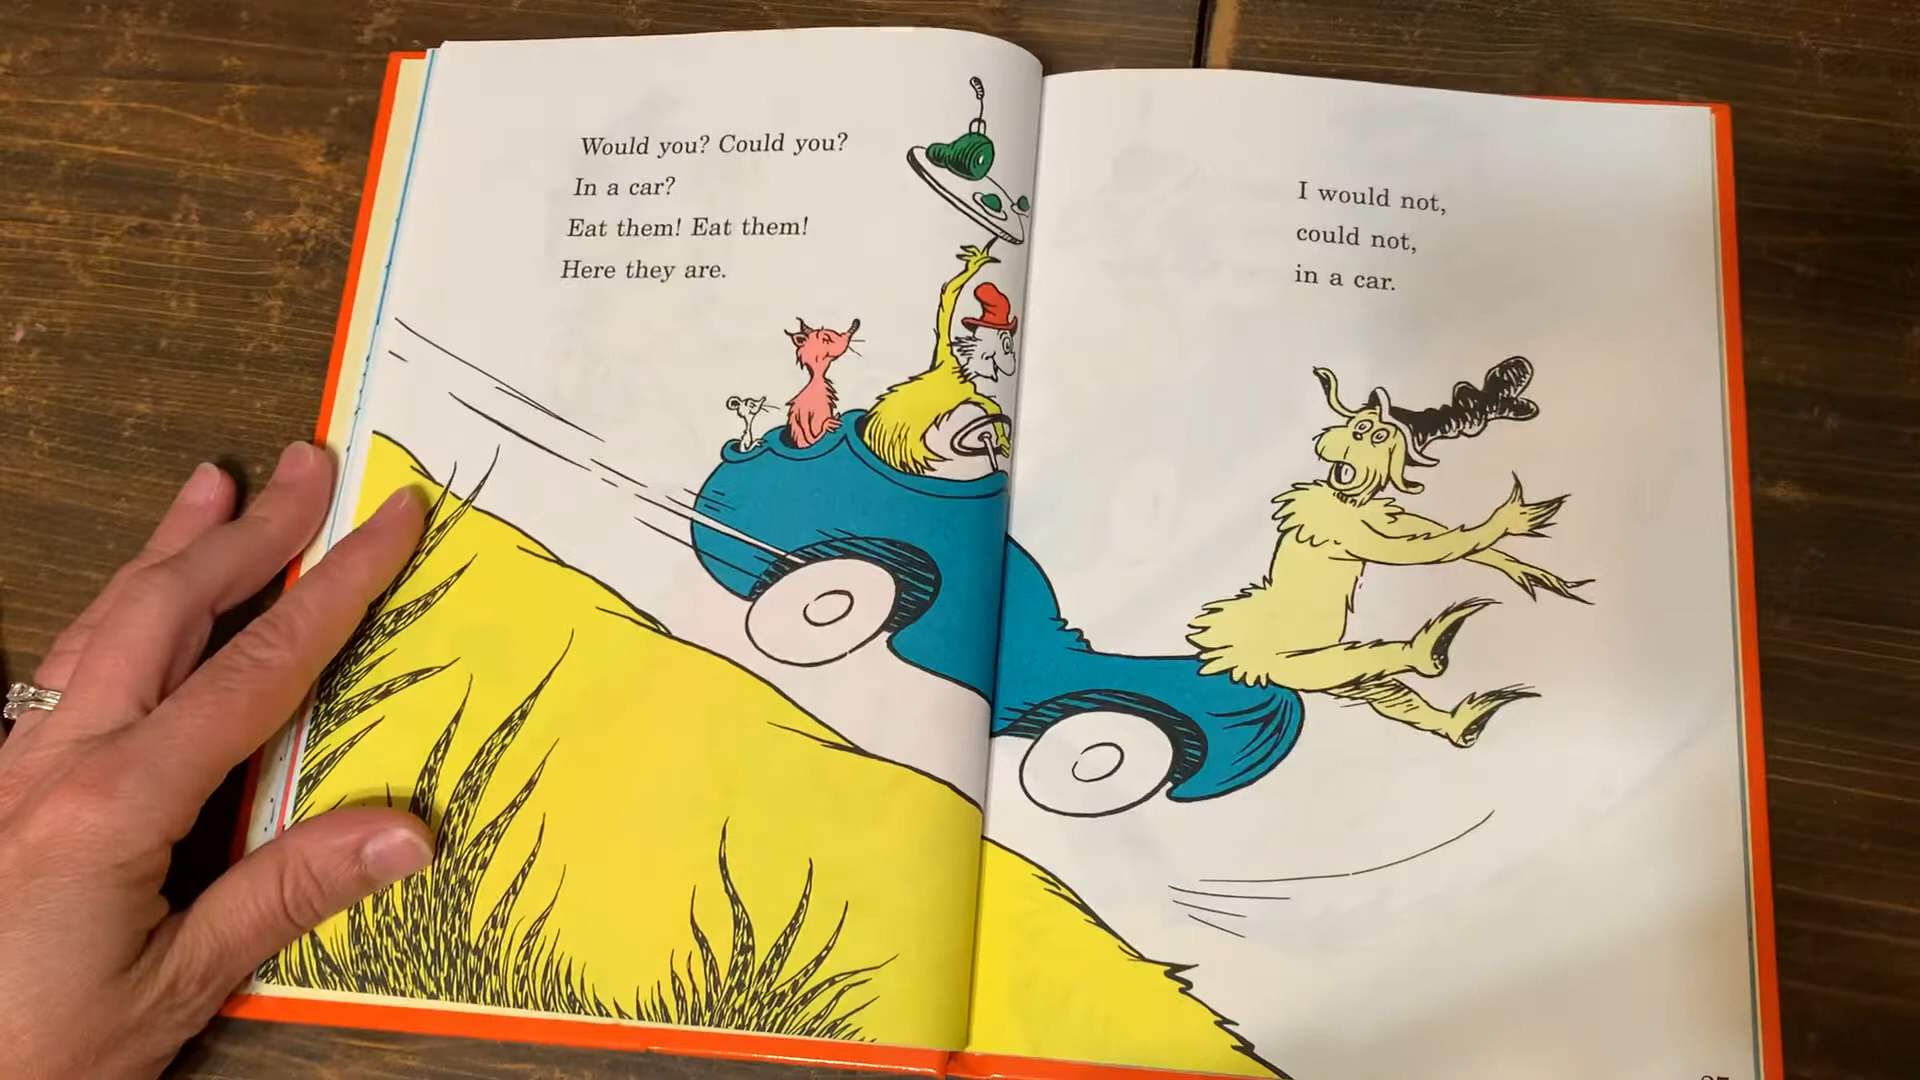 Would you? Could you?
In a car?
Eat them! Eat them!
Here they are.
I would not,
could not,
in a car.